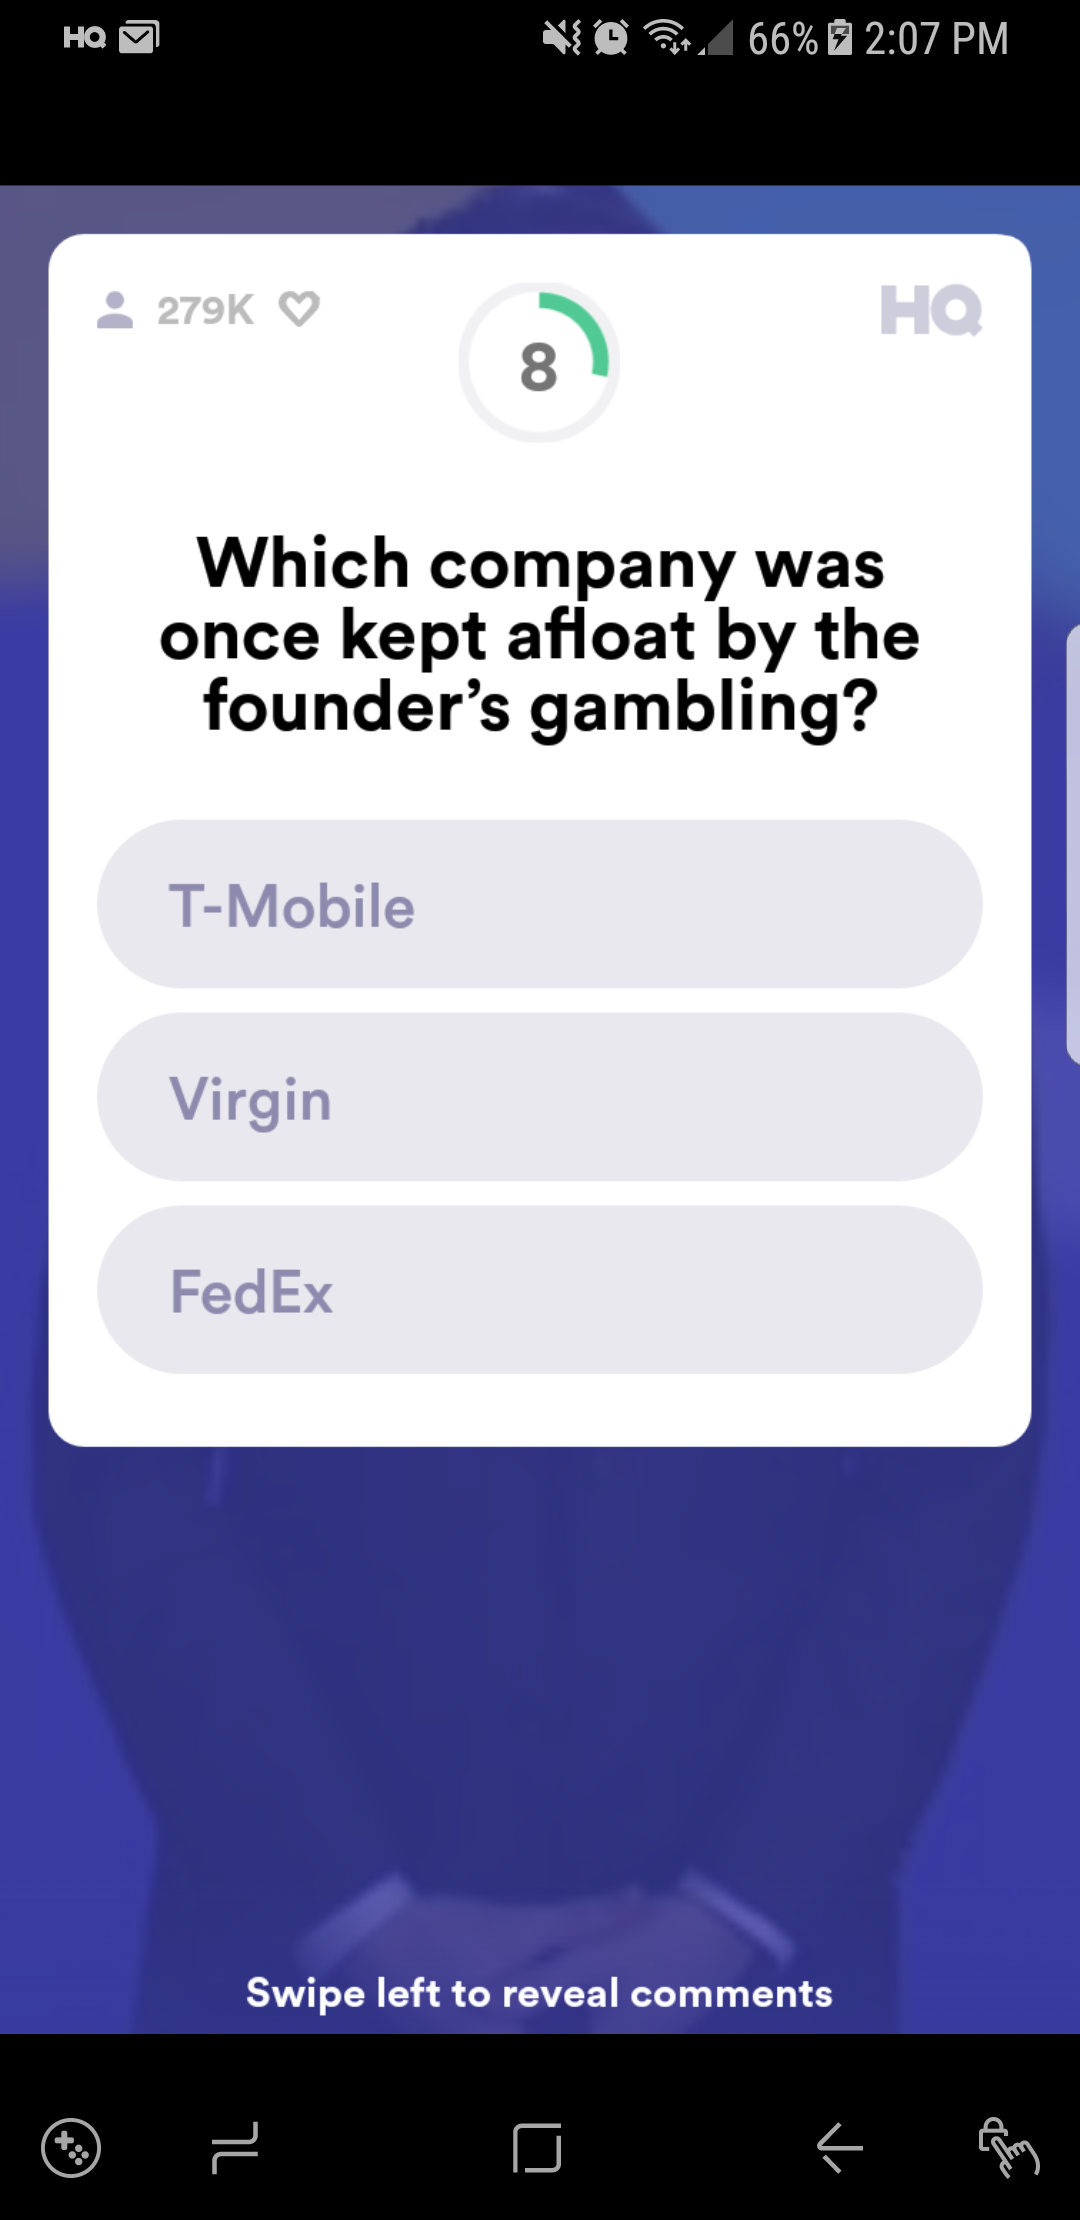 HQ 66% 2:07 PM
279K 8 HQ
Which company was
once kept afloat by the
founder’s gambling?
T-Mobile
Virgin
FedEx
Swipe left to reveal comments